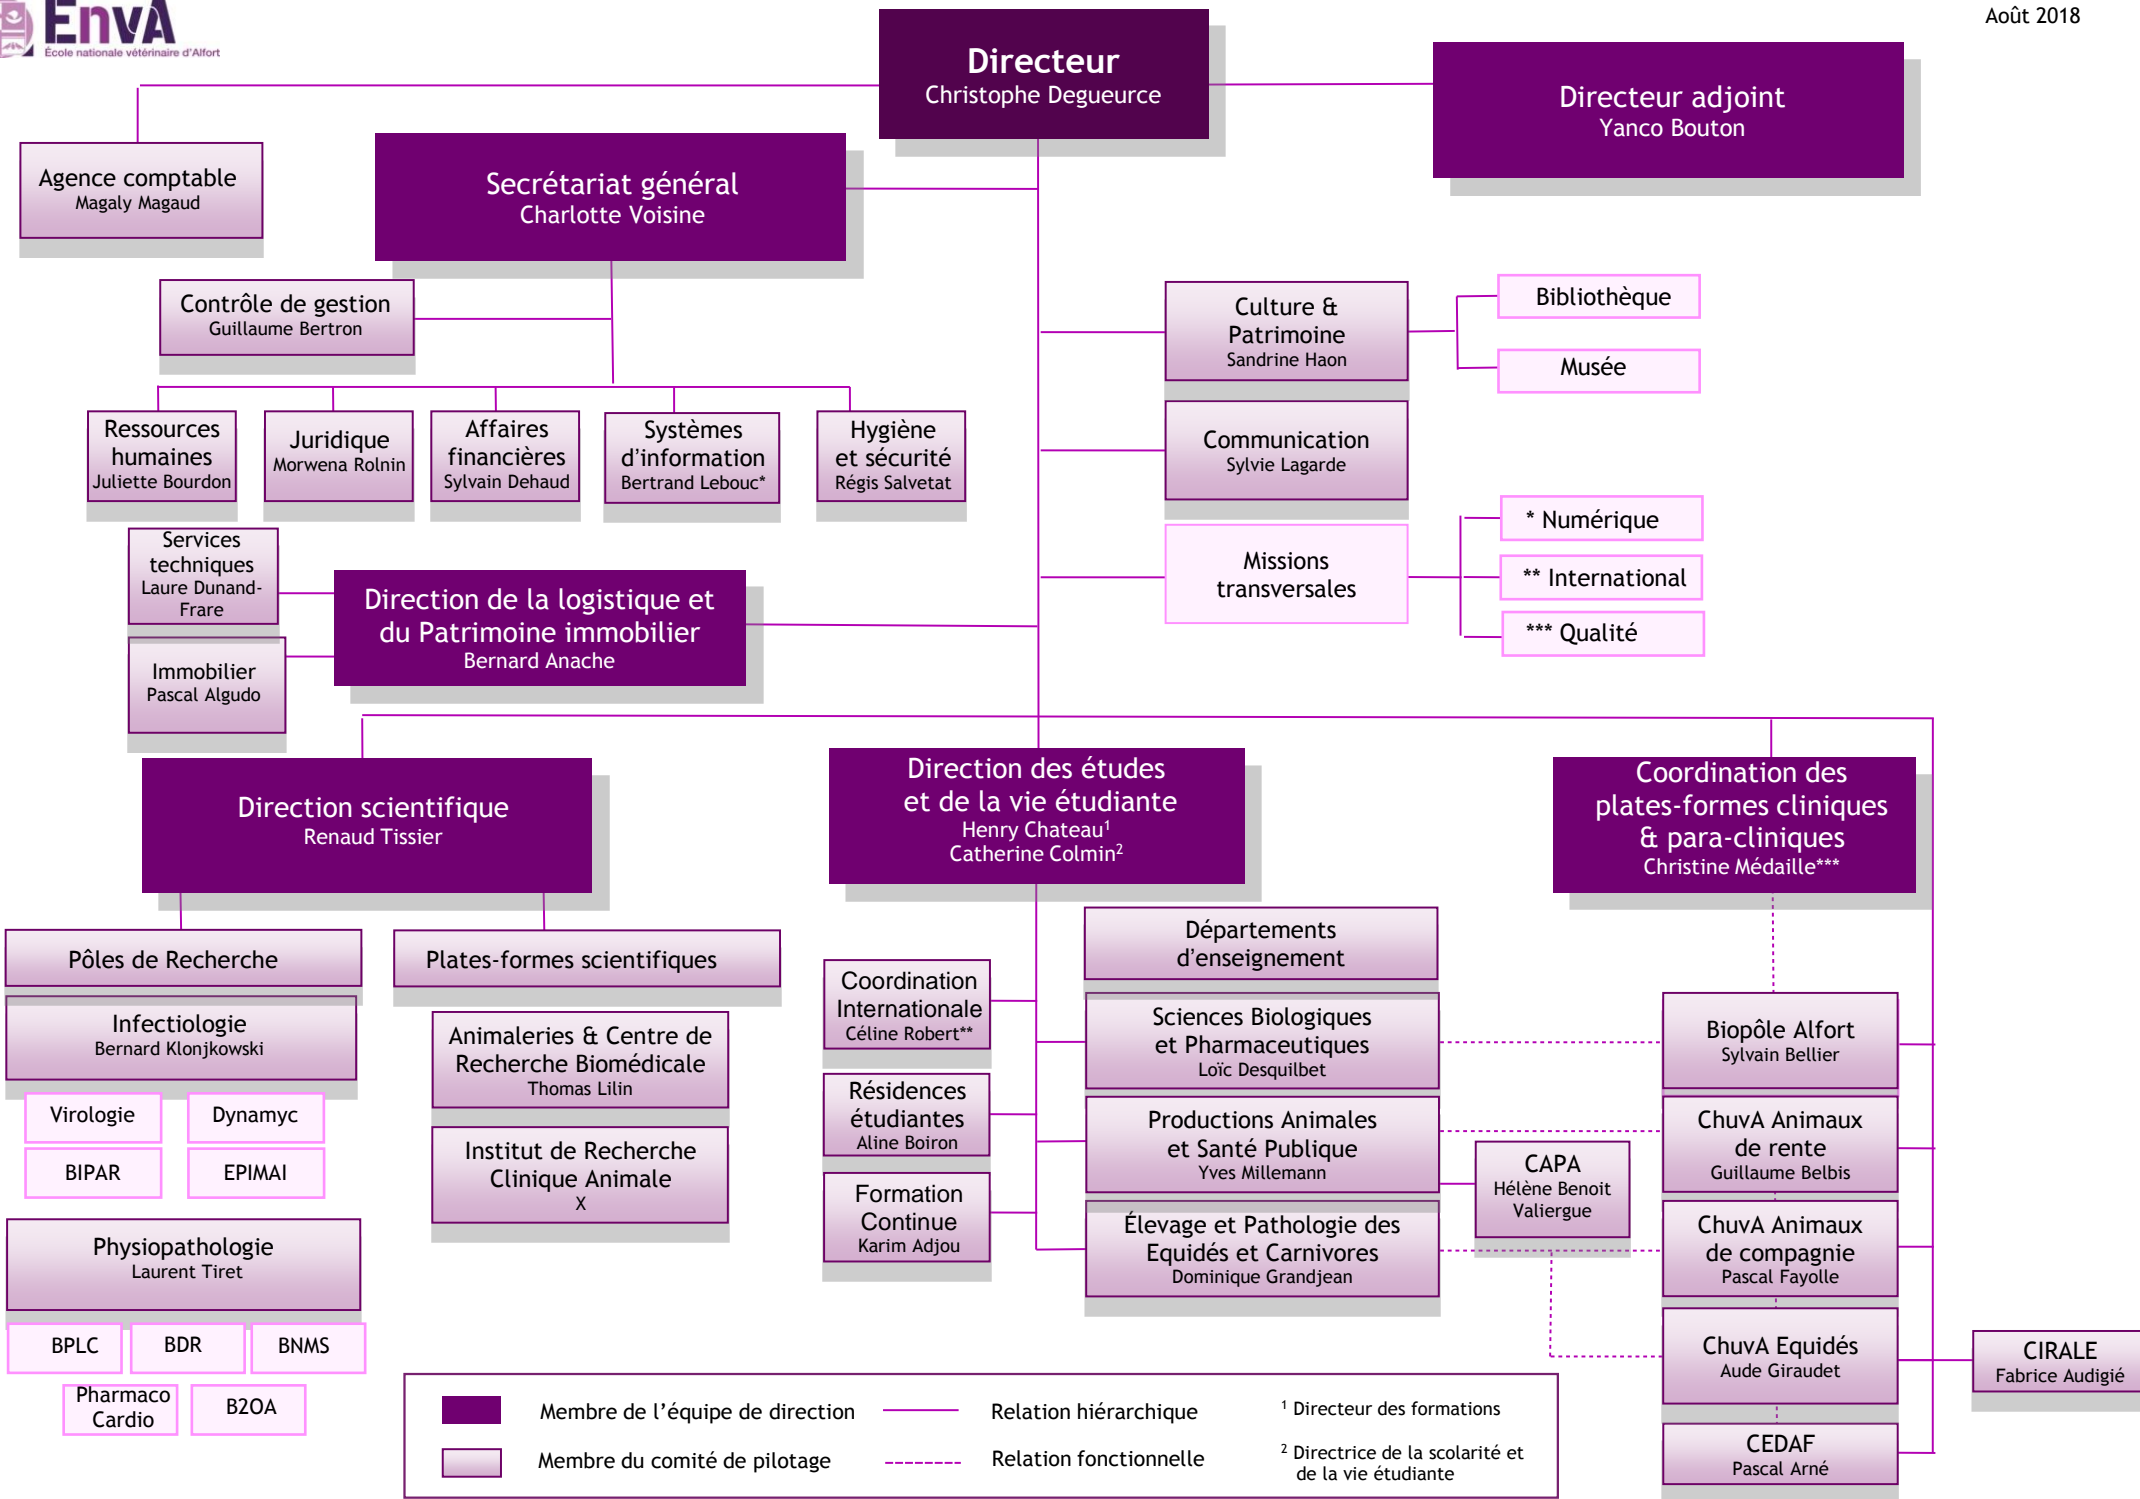 EnvA
École nationale vétérinaire d'Alfort
Août 2018
Directeur
Christophe Degueurce
Directeur adjoint
Yanco Bouton
Agence comptable
Magaly Magaud
Secrétariat général
Charlotte Voisine
Contrôle de gestion
Guillaume Bertron
Culture &
Patrimoine
Sandrine Haon
Bibliothèque
Musée
Ressources
humaines
Juliette Bourdon
Juridique
Morwena Rolnin
Affaires
financières
Sylvain Dehaud
Systèmes
d'information
Bertrand Lebouc*
Hygiène
et sécurité
Régis Salvetat
Communication
Sylvie Lagarde
Missions
transversales
* Numérique
** International
*** Qualité
Services
techniques
Laure Dunand-
Frare
Immobilier
Pascal Algudo
Direction de la logistique et
du Patrimoine immobilier
Bernard Anache
Direction scientifique
Renaud Tissier
Direction des études
et de la vie étudiante
Henry Chateau¹
Catherine Colmin²
Coordination des
plates-formes cliniques
& para-cliniques
Christine Médaille***
Pôles de Recherche
Infectiologie
Bernard Klonjkowski
Virologie
Dynamyc
BIPAR
EPIMAI
Physiopathologie
Laurent Tiret
BPLC
BDR
BNMS
Pharmaco
Cardio
B2OA
Plates-formes scientifiques
Animaleries & Centre de
Recherche Biomédicale
Thomas Lilin
Institut de Recherche
Clinique Animale
X
Coordination
Internationale
Céline Robert**
Résidences
étudiantes
Aline Boiron
Formation
Continue
Karim Adjou
Départements
d'enseignement
Sciences Biologiques
et Pharmaceutiques
Loïc Desquilbet
Productions Animales
et Santé Publique
Yves Millemann
Élevage et Pathologie des
Equidés et Carnivores
Dominique Grandjean
CAPA
Hélène Benoit
Valiergue
Biopôle Alfort
Sylvain Bellier
ChuvA Animaux
de rente
Guillaume Belbis
ChuvA Animaux
de compagnie
Pascal Fayolle
ChuvA Equidés
Aude Giraudet
CEDAF
Pascal Arné
CIRALE
Fabrice Audigié
Membre de l'équipe de direction
Relation hiérarchique
¹ Directeur des formations
Membre du comité de pilotage
Relation fonctionnelle
² Directrice de la scolarité et
de la vie étudiante